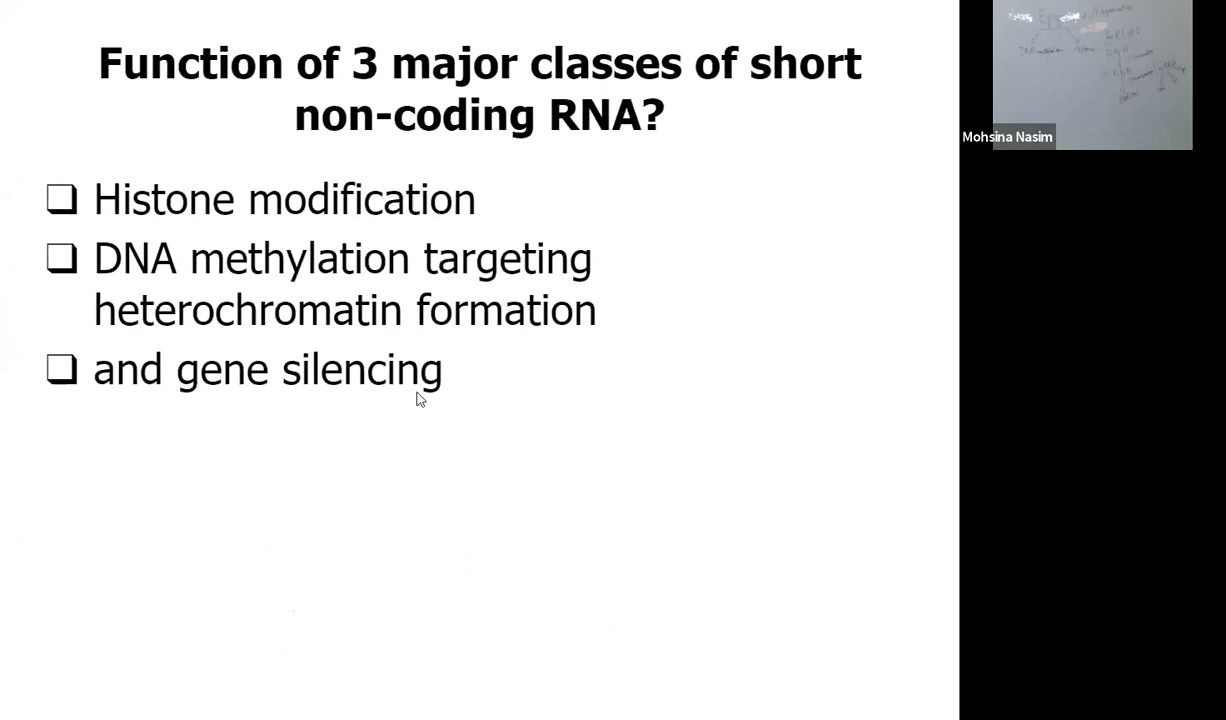 Function of 3 major classes of short
non-coding RNA?
❑ Histone modification
❑ DNA methylation targeting
heterochromatin formation
❑ and gene silencing
Mohsina Nasim